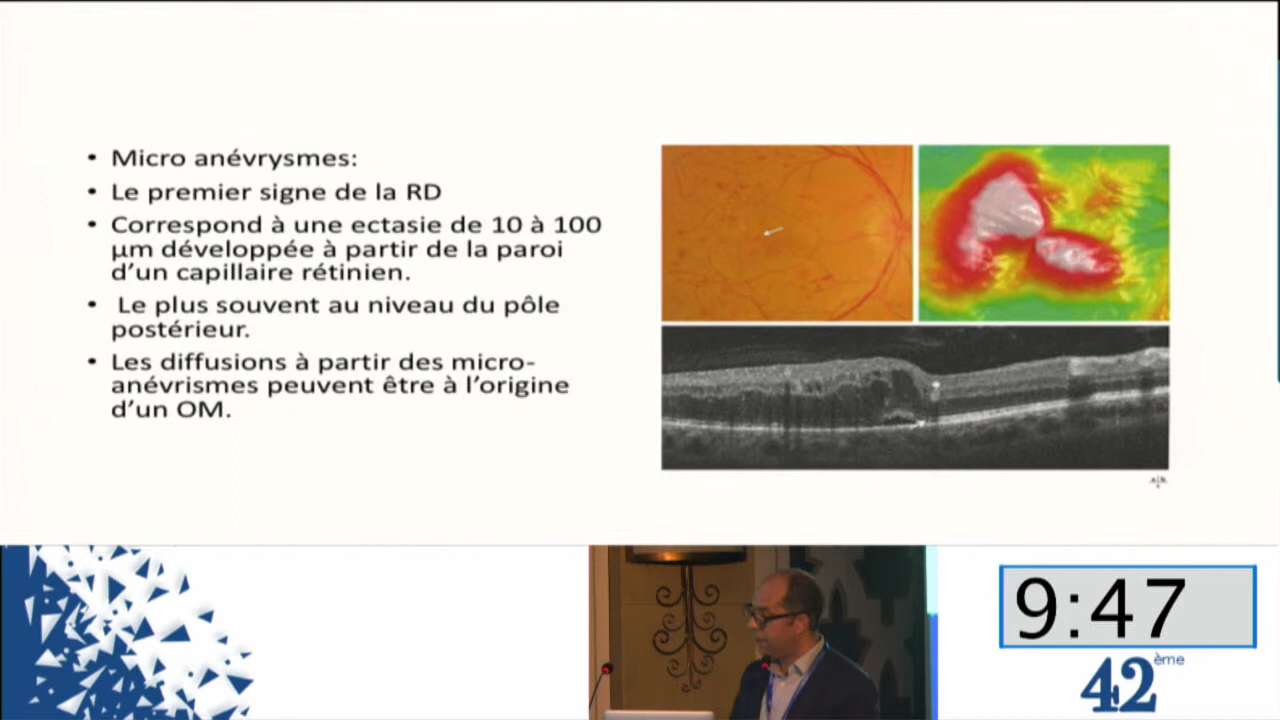 • Micro anévrysmes:
• Le premier signe de la RD
• Correspond à une ectasie de 10 à 100
µm développée à partir de la paroi
d’un capillaire rétinien.
• Le plus souvent au niveau du pôle
postérieur.
• Les diffusions à partir des micro-
anévrismes peuvent être à l’origine
d’un OM.
9:47
42ème